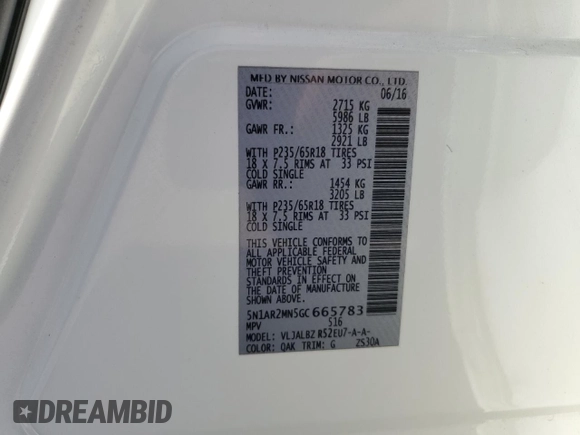 MFD BY NISSAN MOTOR CO., LTD.
DATE: 06/16
GVWR: 2715 KG
5986 LB
GAWR FR.: 1325 KG
2921 LB
WITH P235/65R18 TIRES
18 X 7.5 RIMS AT 33 PSI
COLD SINGLE
GAWR RR.: 1454 KG
3205 LB
WITH P235/65R18 TIRES
18 X 7.5 RIMS AT 33 PSI
COLD SINGLE
THIS VEHICLE CONFORMS TO
ALL APPLICABLE FEDERAL
MOTOR VEHICLE SAFETY AND
THEFT PREVENTION
STANDARDS IN EFFECT ON
THE DATE OF MANUFACTURE
SHOWN ABOVE.
5N1AR2MN5GC665783
MPV S16
MODEL: VLJALBZ R52EU7-A-A-
COLOR: QAK TRIM: G ZS30A
DREAMBID